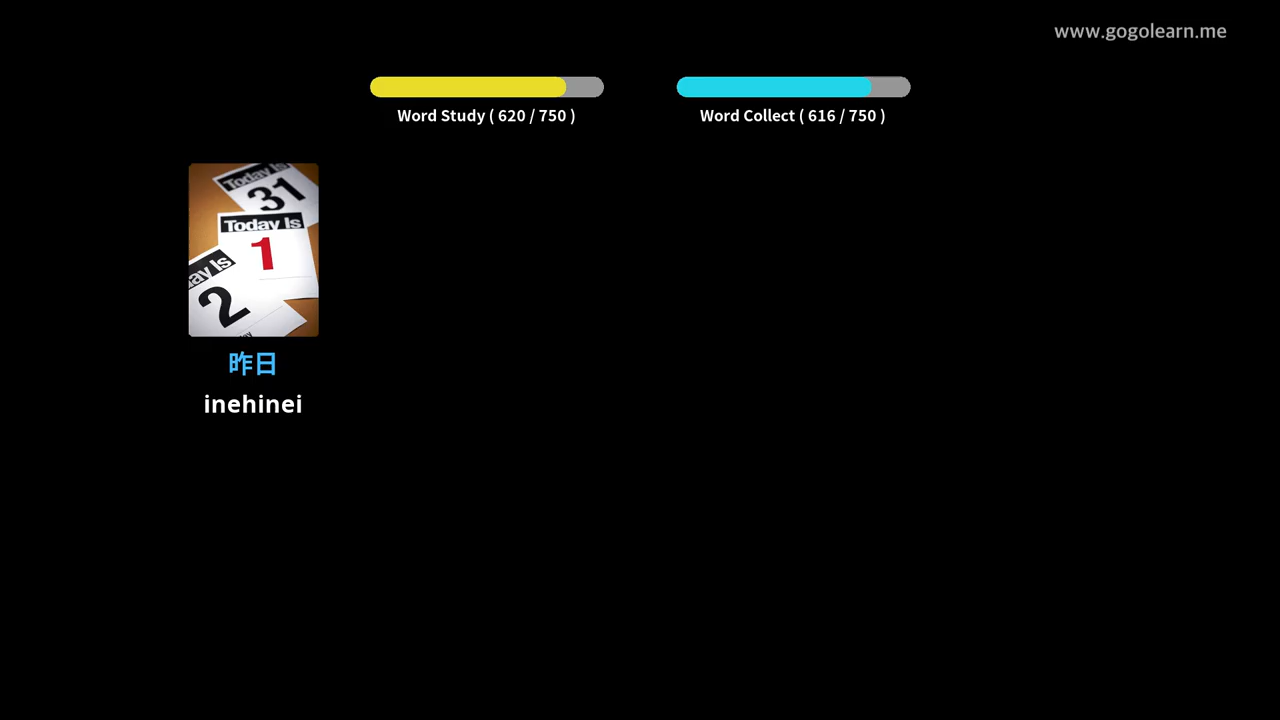 www.gogolearn.me
Word Study ( 620 / 750 )
Word Collect ( 616 / 750 )
Today Is
31
Today Is
1
ay Is
2
昨日
inehinei